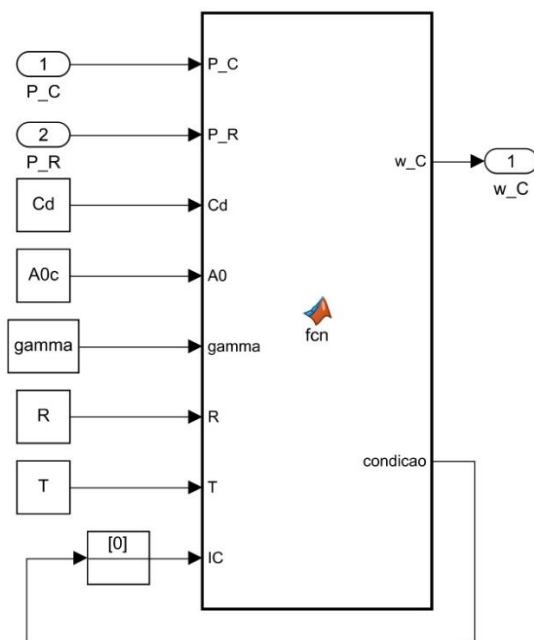 1
P_C
P_C
2
P_R
P_R
w_C
1
w_C
Cd
Cd
A0c
A0
fcn
gamma
gamma
R
R
condicao
T
T
[0]
IC